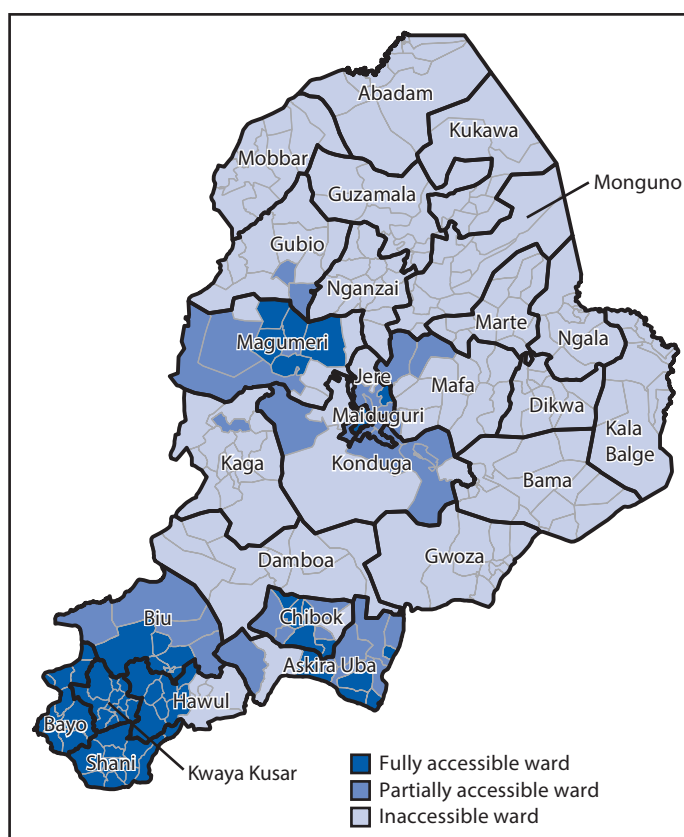 Abadam
Kukawa
Mobbar
Monguno
Guzamala
Gubio
Nganzai
Marte
Ngala
Magumeri
Jere
Mafa
Maiduguri
Dikwa
Kala
Balge
Kaga
Konduga
Bama
Damboa
Gwoza
Biu
Chibok
Askira Uba
Hawul
Bayo
Shani
Kwaya Kusar
Fully accessible ward
Partially accessible ward
Inaccessible ward